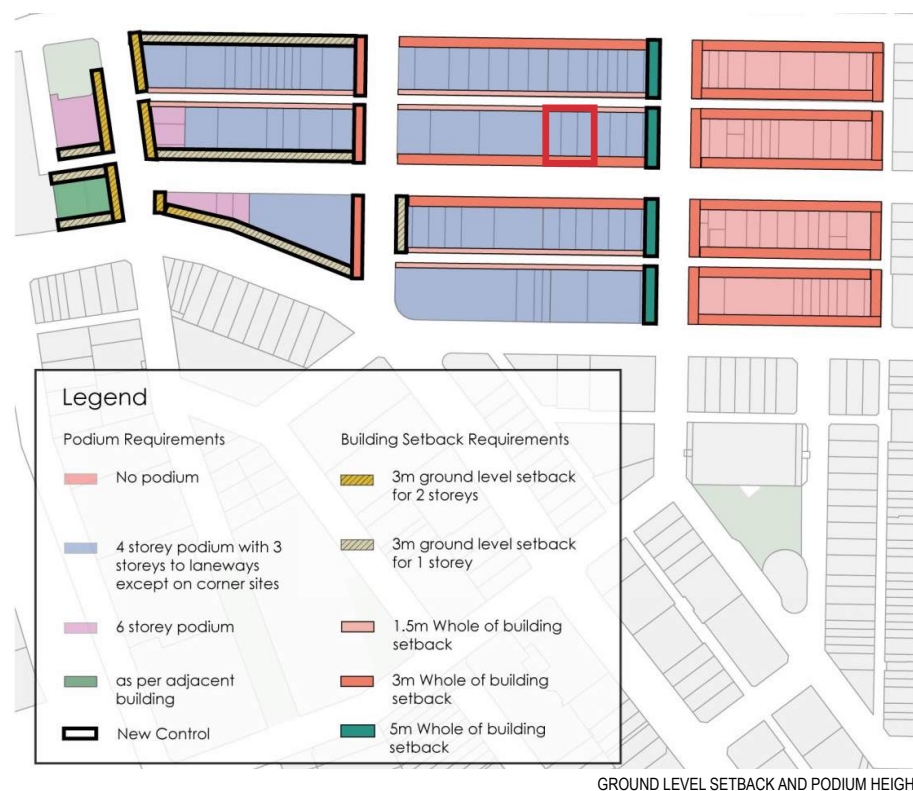 Legend
Podium Requirements
No podium
4 storey podium with 3
storeys to laneways
except on corner sites
6 storey podium
as per adjacent
building
New Control
Building Setback Requirements
3m ground level setback
for 2 storeys
3m ground level setback
for 1 storey
1.5m Whole of building
setback
3m Whole of building
setback
5m Whole of building
setback
GROUND LEVEL SETBACK AND PODIUM HEIGH